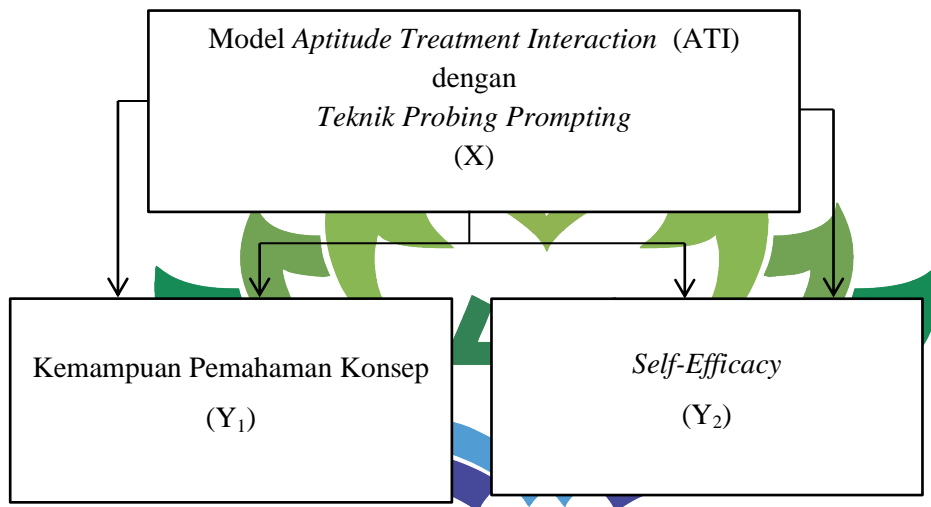 Model Aptitude Treatment Interaction (ATI)
dengan
Teknik Probing Prompting
(X)
Kemampuan Pemahaman Konsep
(Y₁)
Self-Efficacy
(Y₂)